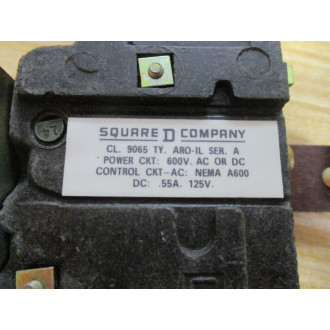 SQUARE D COMPANY
CL. 9065 TY. ARO-IL SER. A
POWER CKT: 600V. AC OR DC
CONTROL CKT-AC: NEMA A600
DC: .55A. 125V.